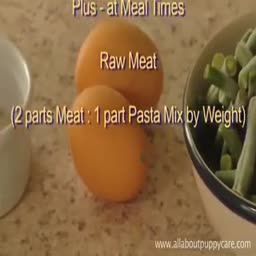 Plus - at Meal Times
Raw Meat
(2 parts Meat : 1 part Pasta Mix by Weight)
www.allaboutpuppycare.com